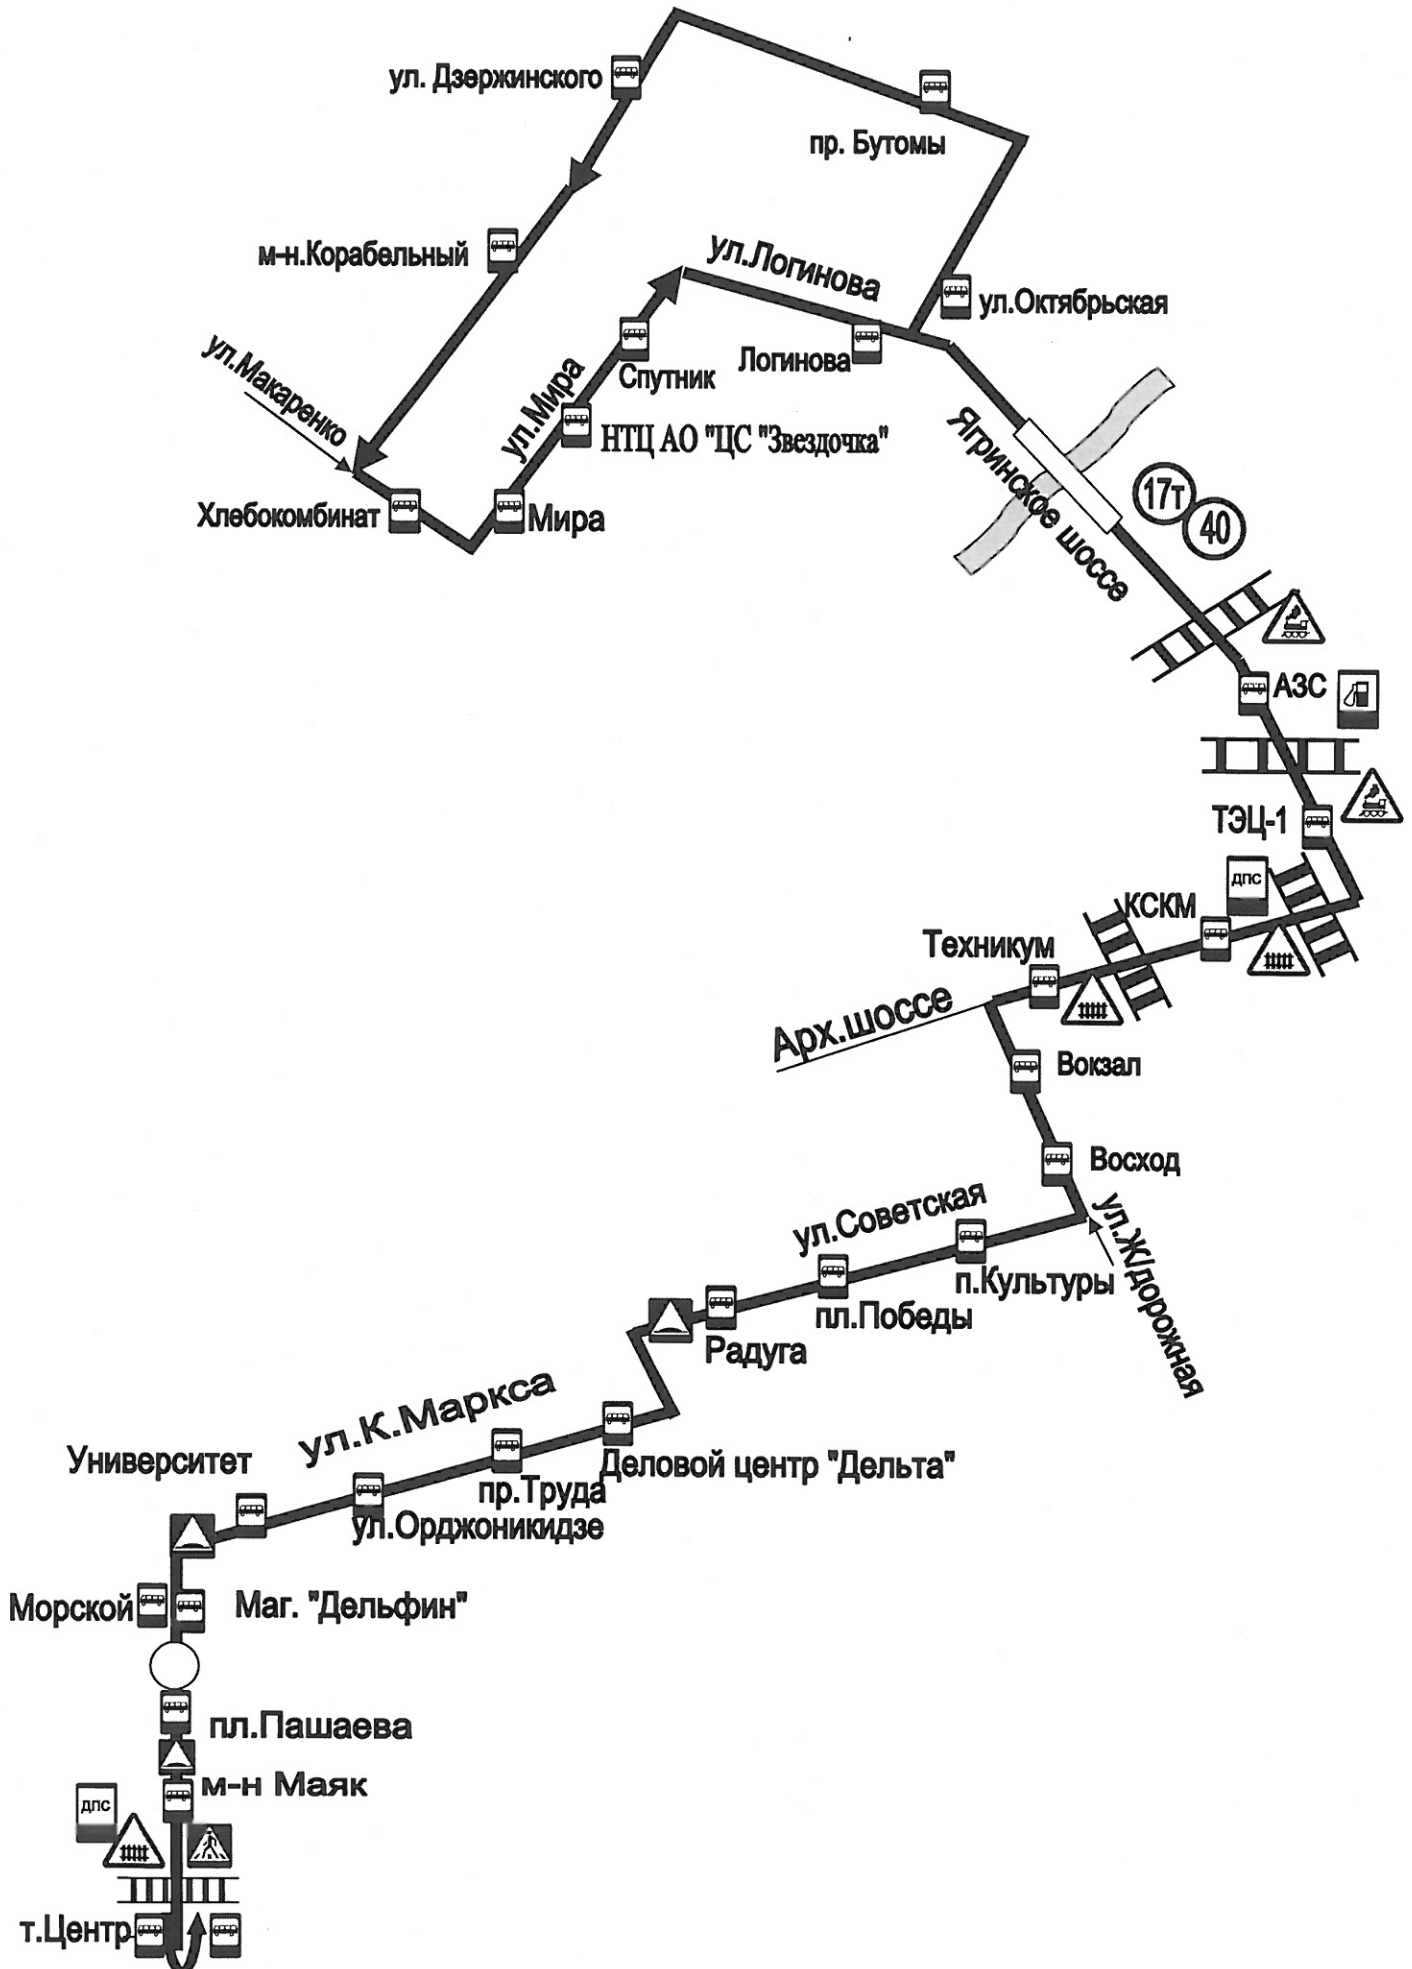 ул. Дзержинского
пр. Бутомы
м-н.Корабельный
ул.Логинова
ул.Октябрьская
ул.Макаренко
ул.Мира
Спутник
Логинова
НТЦ АО "ЦС "Звездочка"
Ягринское шоссе
Хлебокомбинат
Мира
17т
40
АЗС
ТЭЦ-1
ДПС
КСКМ
Техникум
Арх.шоссе
Вокзал
Восход
ул.Советская
ул.Ж/дорожная
п.Культуры
пл.Победы
Радуга
ул.К.Маркса
Университет
Деловой центр "Дельта"
пр.Труда
ул.Орджоникидзе
Морской
Маг. "Дельфин"
пл.Пашаева
м-н Маяк
ДПС
т.Центр